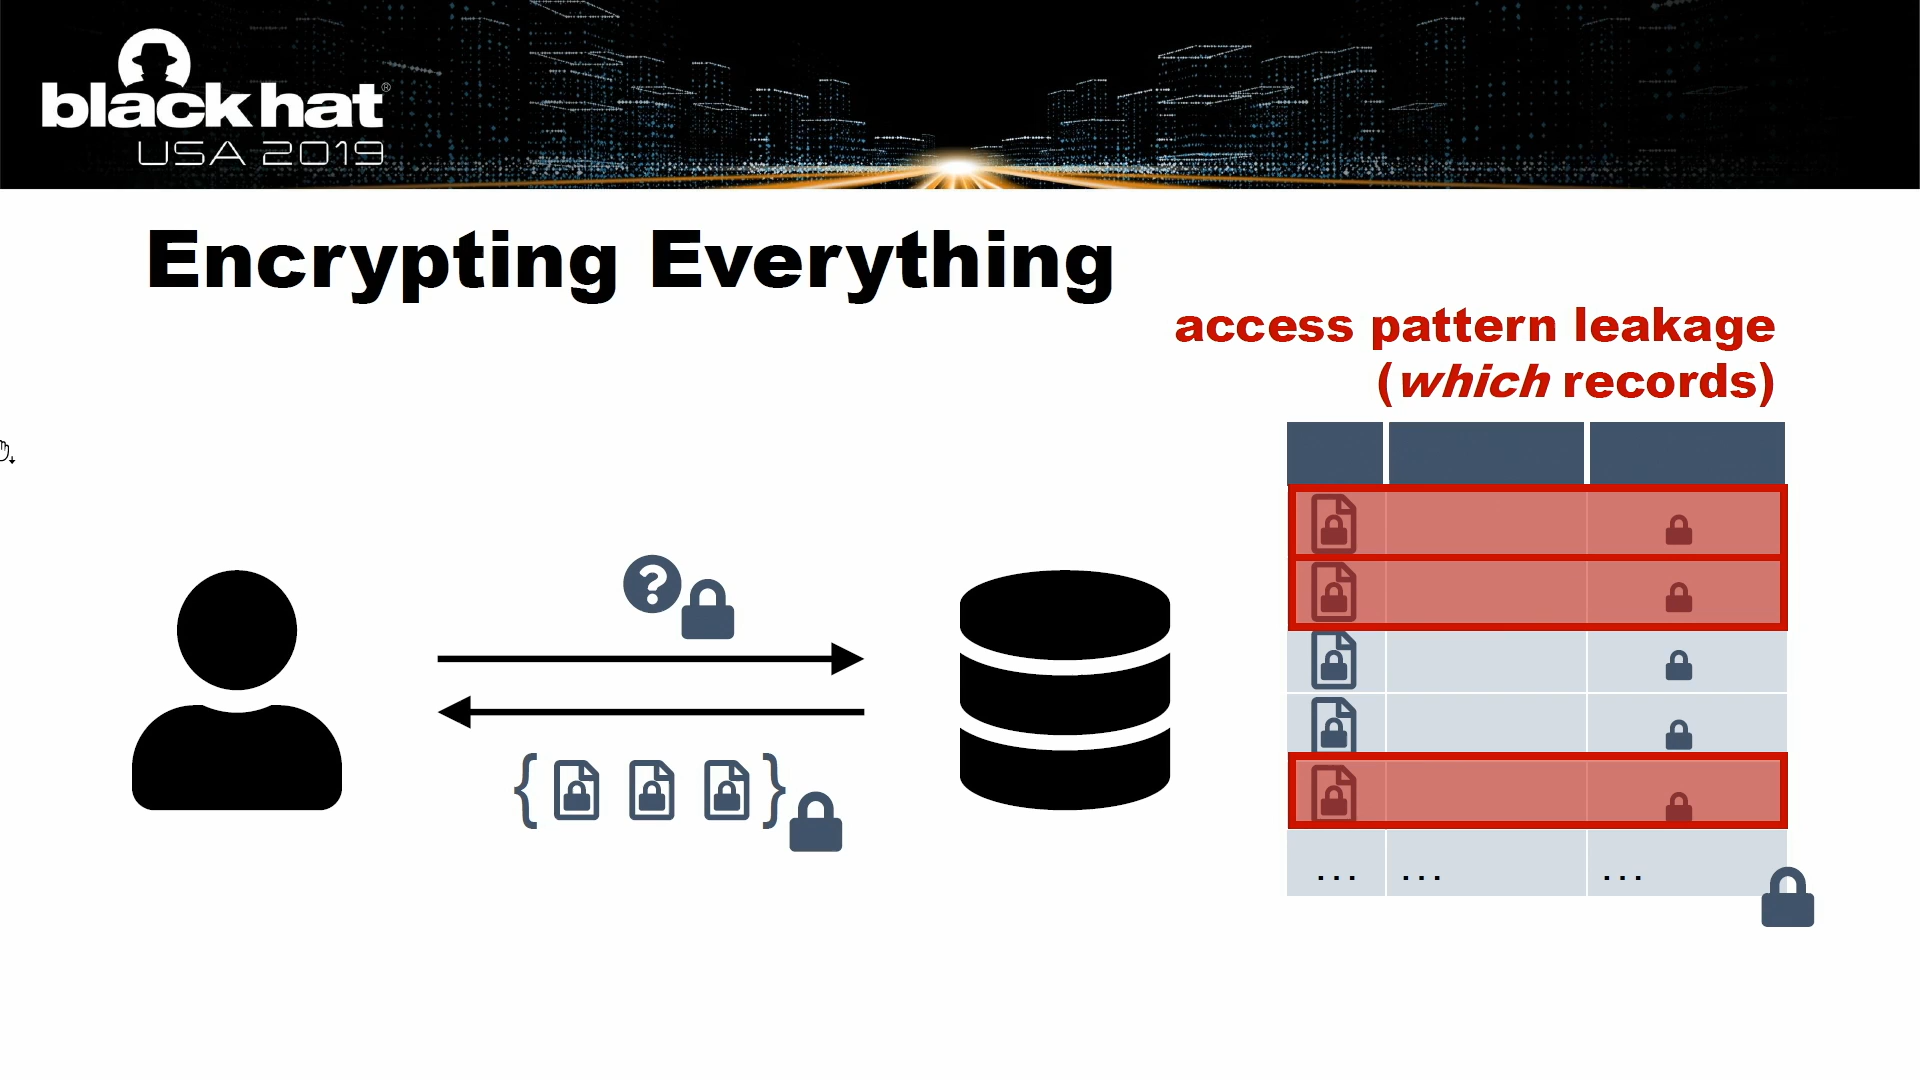 black hat®
USA 2019
Encrypting Everything
access pattern leakage
(which records)
?
{ }
... ... ...